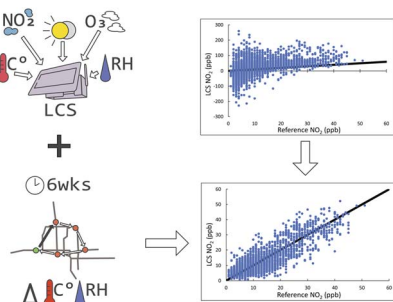 NO₂ O₃
C° RH
LCS
+
6wks
Δ C° RH
LCS NO₂ (ppb)
300
200
100
0
-100
-200
-300
0 10 20 30 40 50 60
Reference NO₂ (ppb)
LCS NO₂ (ppb)
60
50
40
30
20
10
0
0 10 20 30 40 50 60
Reference NO₂ (ppb)